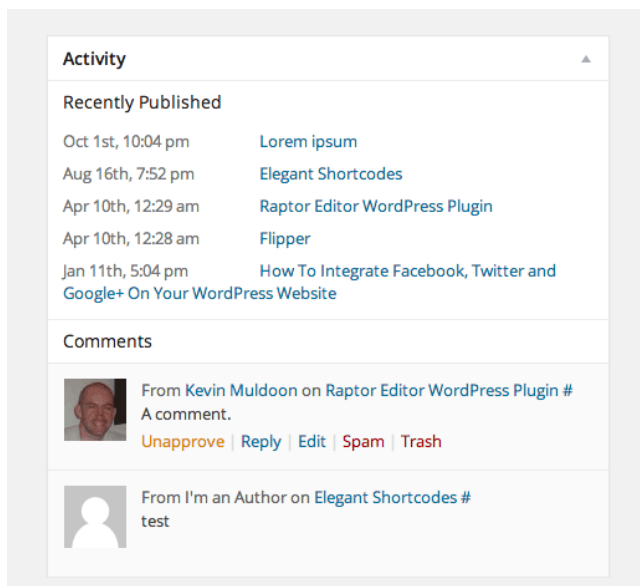 Activity
Recently Published
Oct 1st, 10:04 pm Lorem ipsum
Aug 16th, 7:52 pm Elegant Shortcodes
Apr 10th, 12:29 am Raptor Editor WordPress Plugin
Apr 10th, 12:28 am Flipper
Jan 11th, 5:04 pm How To Integrate Facebook, Twitter and
Google+ On Your WordPress Website
Comments
From Kevin Muldoon on Raptor Editor WordPress Plugin #
A comment.
Unapprove | Reply | Edit | Spam | Trash
From I'm an Author on Elegant Shortcodes #
test